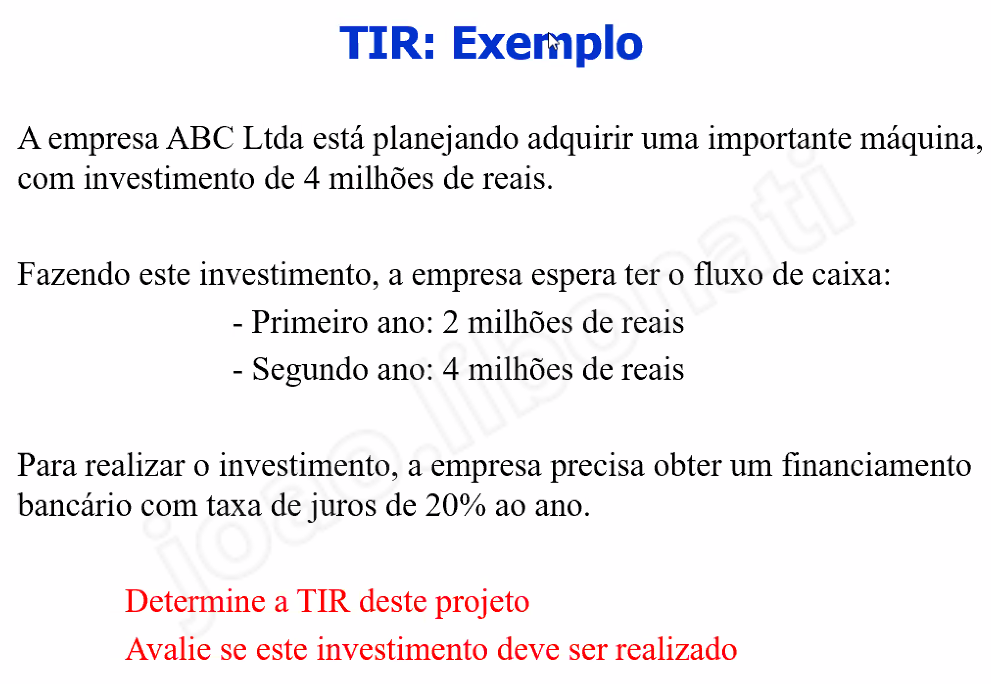 TIR: Exemplo
A empresa ABC Ltda está planejando adquirir uma importante máquina,
com investimento de 4 milhões de reais.
Fazendo este investimento, a empresa espera ter o fluxo de caixa:
- Primeiro ano: 2 milhões de reais
- Segundo ano: 4 milhões de reais
Para realizar o investimento, a empresa precisa obter um financiamento
bancário com taxa de juros de 20% ao ano.
Determine a TIR deste projeto
Avalie se este investimento deve ser realizado
joao.libonati